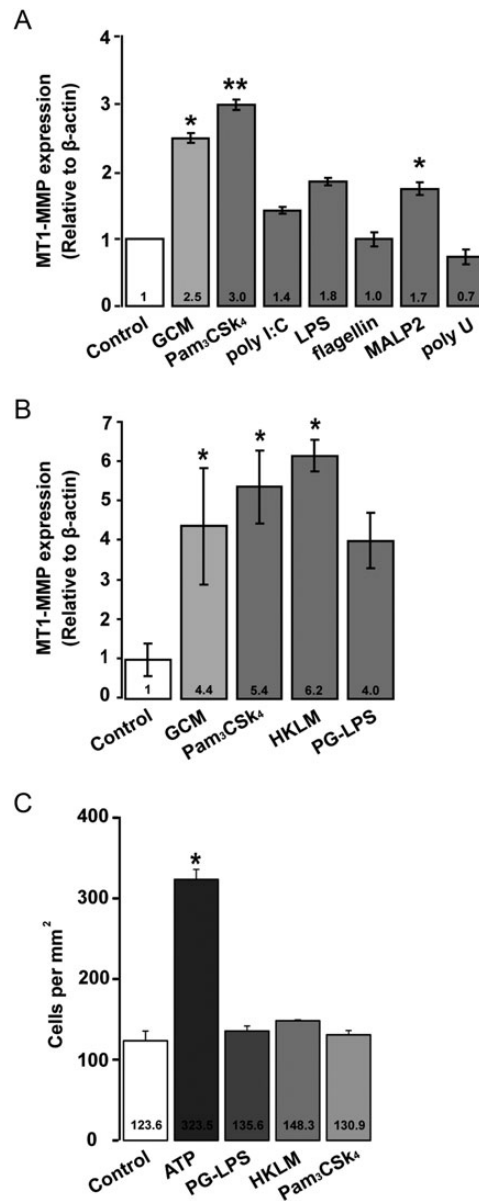 A
MT1-MMP expression
(Relative to β-actin)
4
3
2
1
0
*
**
*
1
2.5
3.0
1.4
1.8
1.0
1.7
0.7
Control
GCM
Pam₃CSk₄
poly I:C
LPS
flagellin
MALP2
poly U
B
MT1-MMP expression
(Relative to β-actin)
7
6
5
4
3
2
1
0
*
*
*
1
4.4
5.4
6.2
4.0
Control
GCM
Pam₃CSk₄
HKLM
PG-LPS
C
Cells per mm²
400
300
200
100
0
*
123.6
323.5
135.6
148.3
130.9
Control
ATP
PG-LPS
HKLM
Pam₃CSk₄